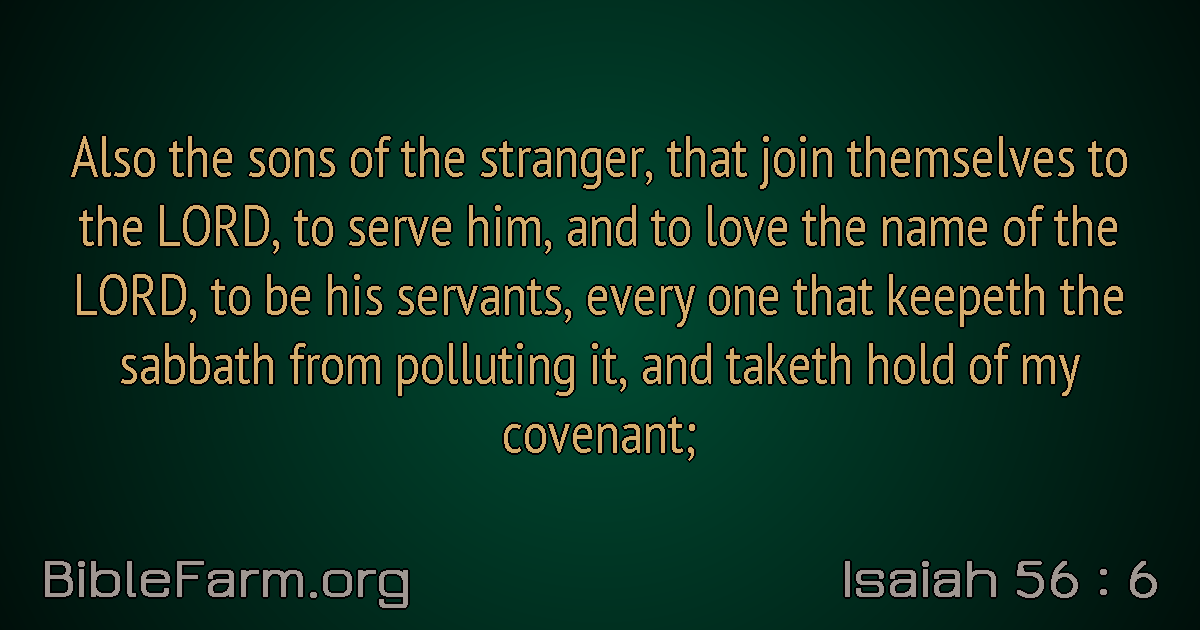 Also the sons of the stranger, that join themselves to
the LORD, to serve him, and to love the name of the
LORD, to be his servants, every one that keepeth the
sabbath from polluting it, and taketh hold of my
covenant;
BibleFarm.org
Isaiah 56 : 6